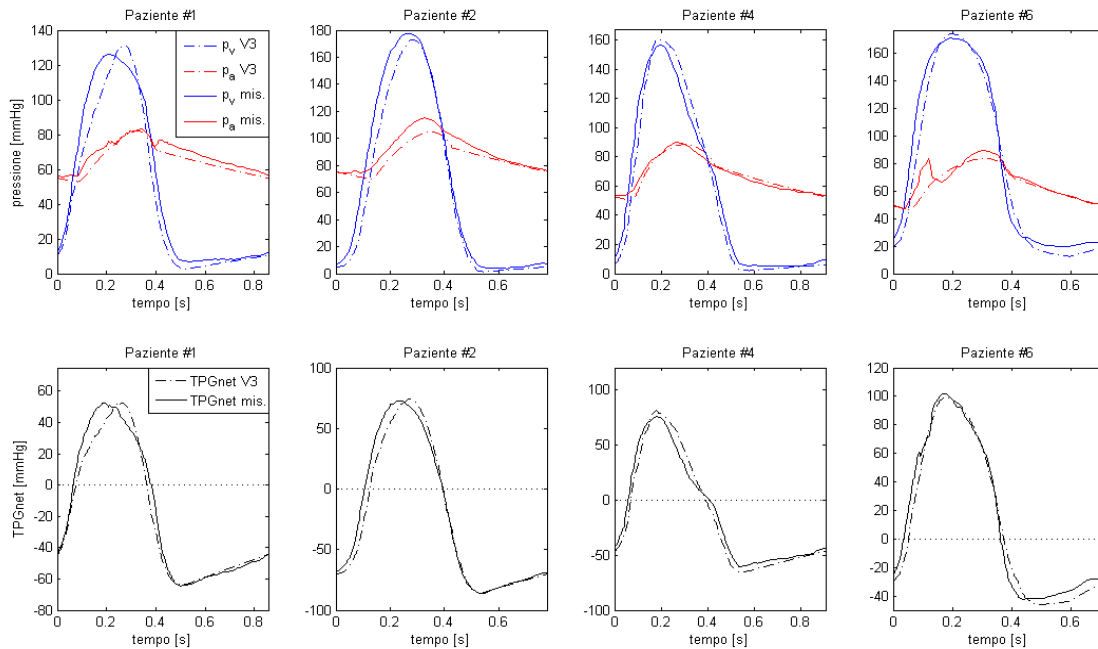 Paziente #1
Paziente #2
Paziente #4
Paziente #6
pressione [mmHg]
140
120
100
80
60
40
20
0
p_v V3
p_a V3
p_v mis.
p_a mis.
0 0.2 0.4 0.6 0.8
tempo [s]
180
160
140
120
100
80
60
40
20
0
0 0.2 0.4 0.6
tempo [s]
160
140
120
100
80
60
40
20
0
0 0.2 0.4 0.6 0.8
tempo [s]
160
140
120
100
80
60
40
20
0
0 0.2 0.4 0.6
tempo [s]
Paziente #1
Paziente #2
Paziente #4
Paziente #6
TPGnet [mmHg]
60
40
20
0
-20
-40
-60
-80
TPGnet V3
TPGnet mis.
0 0.2 0.4 0.6 0.8
tempo [s]
100
50
0
-50
-100
0 0.2 0.4 0.6
tempo [s]
100
50
0
-50
-100
0 0.2 0.4 0.6 0.8
tempo [s]
120
100
80
60
40
20
0
-20
-40
0 0.2 0.4 0.6
tempo [s]